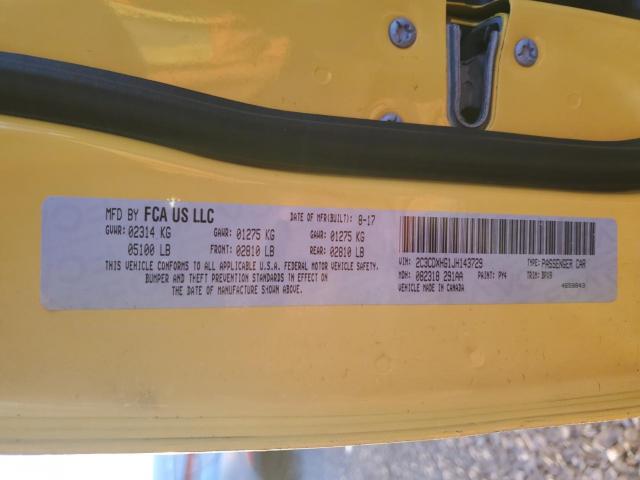 MFD BY FCA US LLC DATE OF MFR(BUILT): 8-17
GVWR: 02314 KG GAWR: 01275 KG GAWR: 01275 KG
05100 LB FRONT: 02810 LB REAR: 02810 LB
THIS VEHICLE CONFORMS TO ALL APPLICABLE U.S.A. FEDERAL MOTOR VEHICLE SAFETY,
BUMPER AND THEFT PREVENTION STANDARDS IN EFFECT ON
THE DATE OF MANUFACTURE SHOWN ABOVE.
VIN: 2C3CDXHG1JH143729 TYPE: PASSENGER CAR
MDH: 082318 291AA PAINT: PY4 TRIM: BRX9
VEHICLE MADE IN CANADA